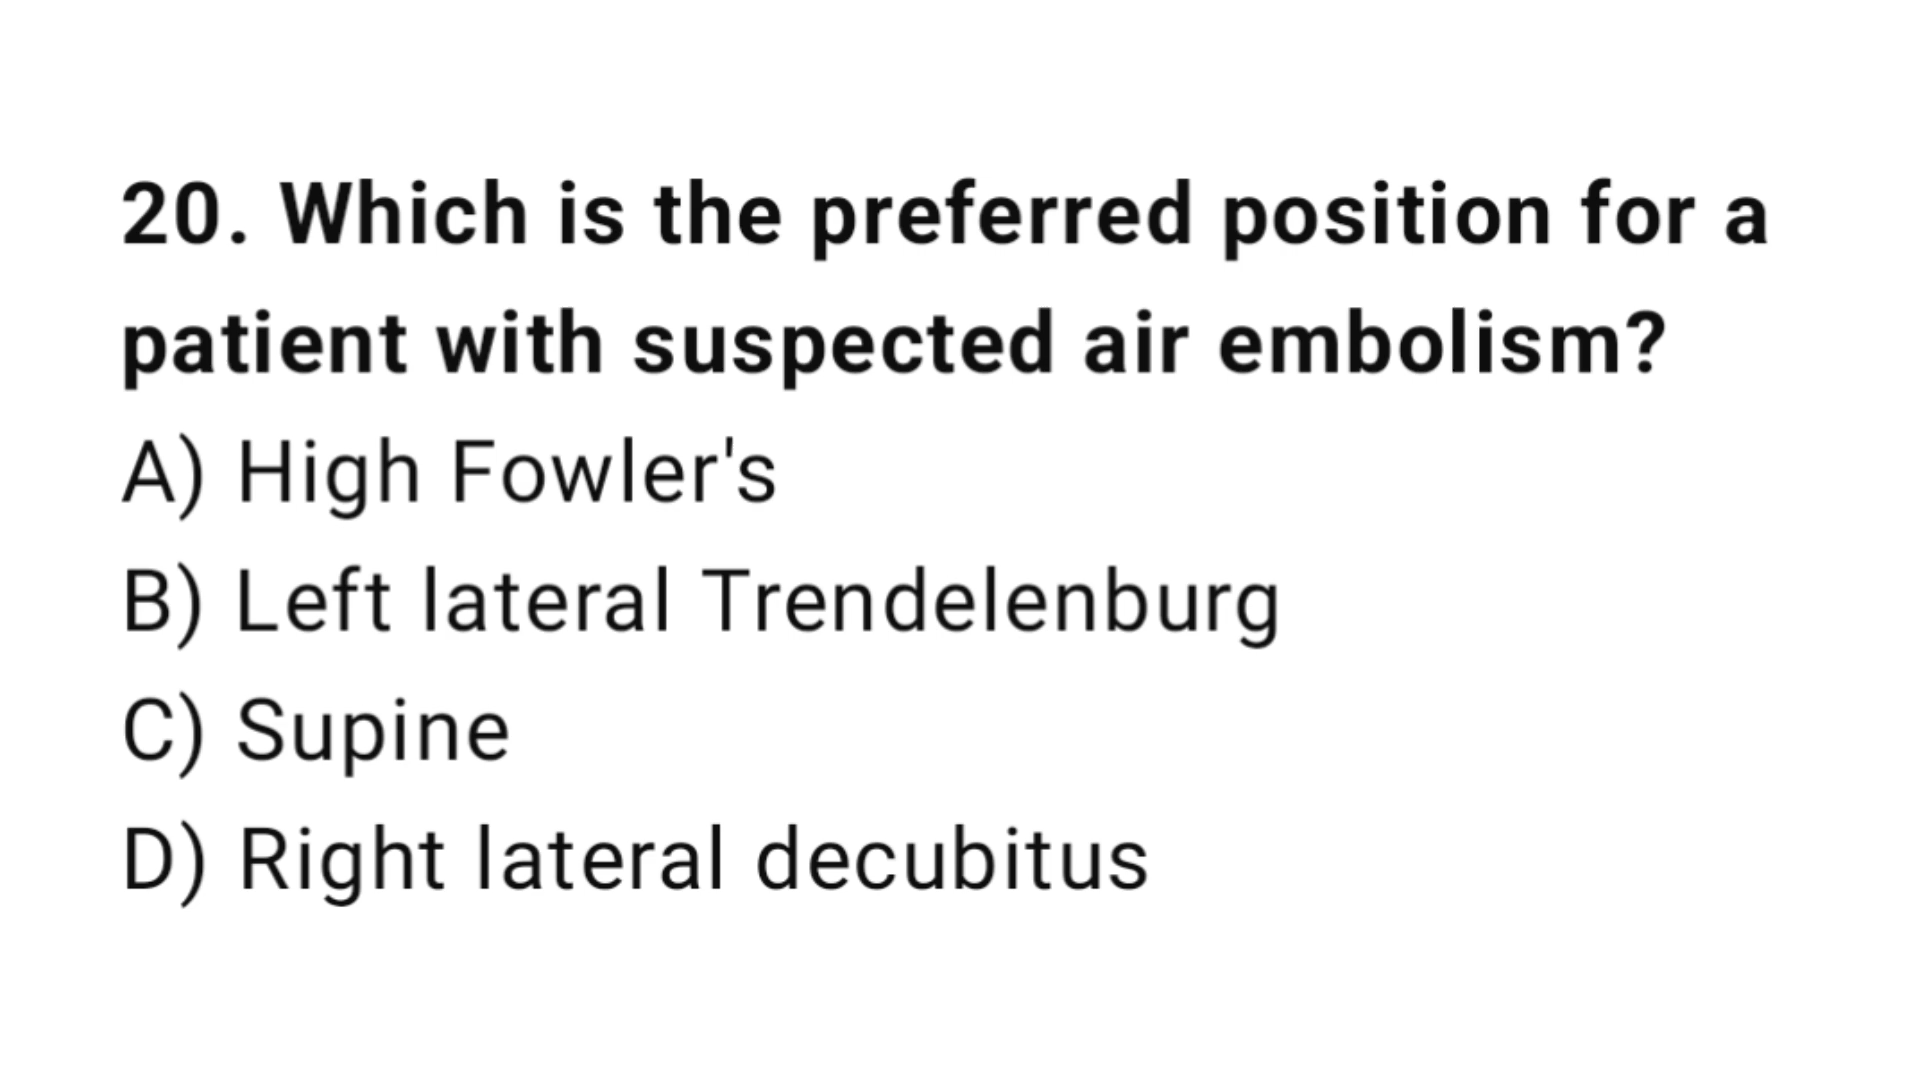 20. Which is the preferred position for a
patient with suspected air embolism?
A) High Fowler's
B) Left lateral Trendelenburg
C) Supine
D) Right lateral decubitus